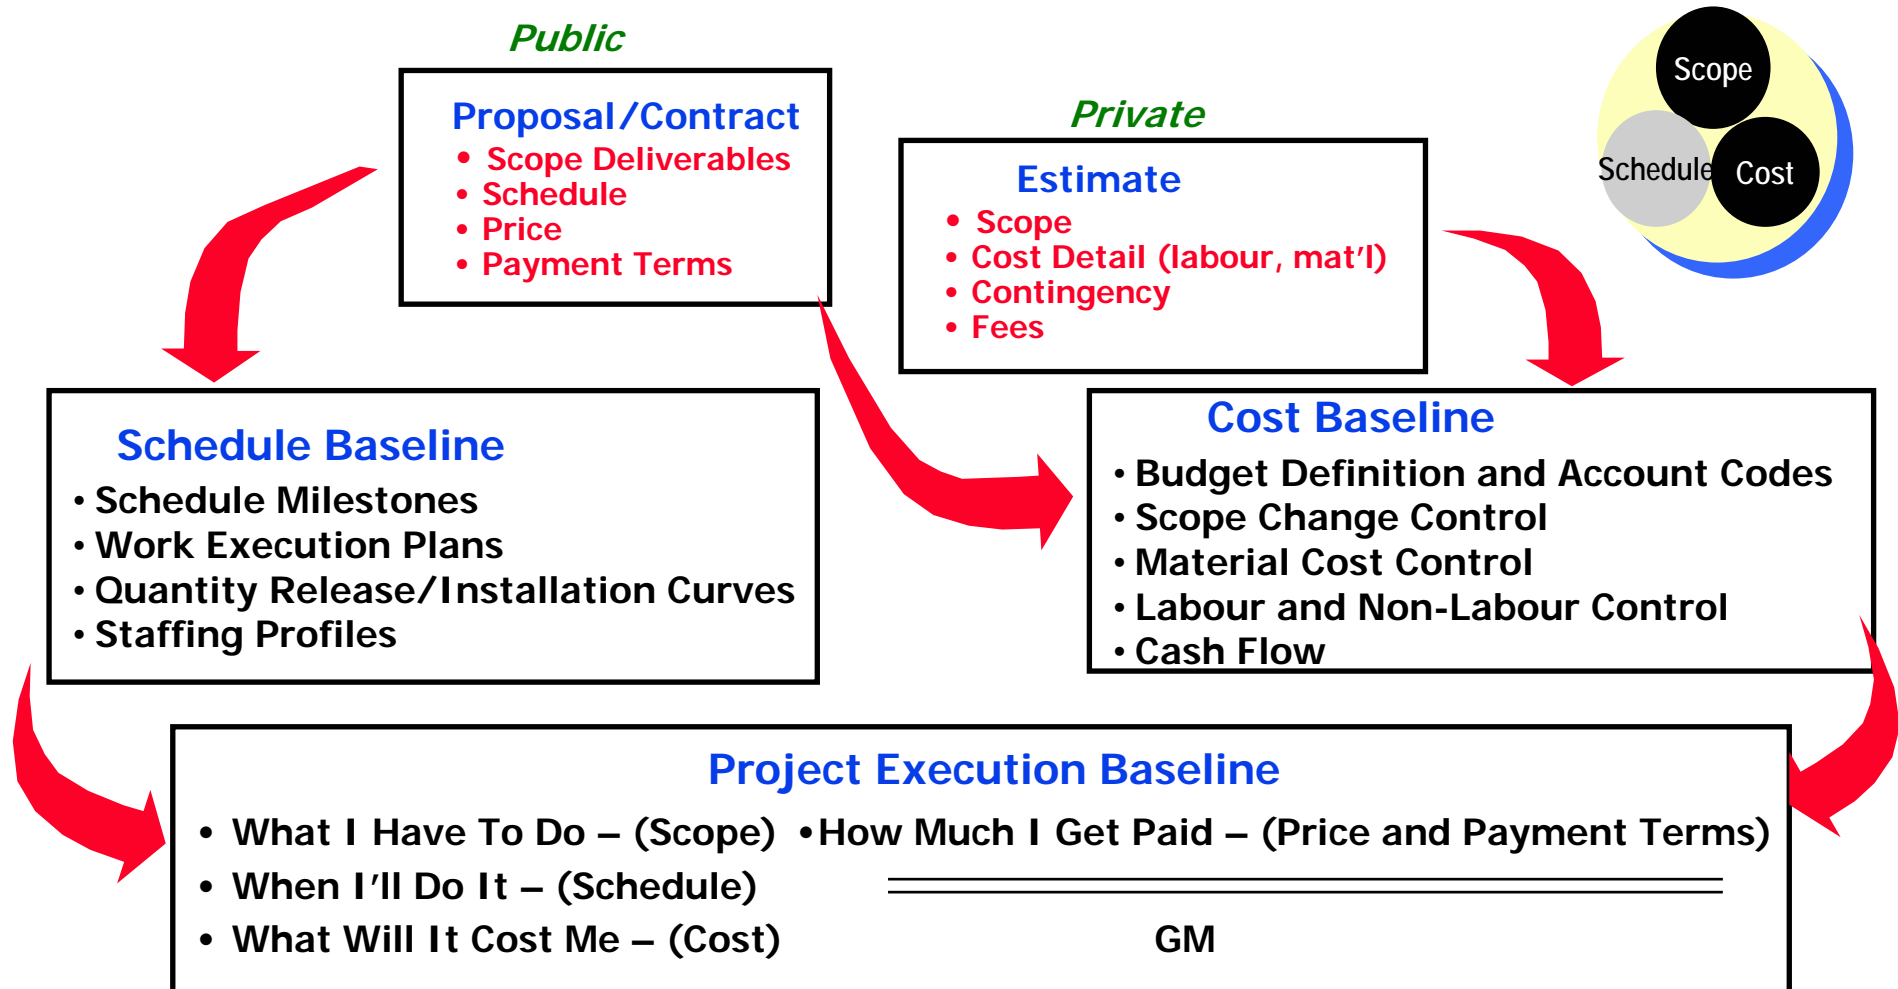 Public
Proposal/Contract
• Scope Deliverables
• Schedule
• Price
• Payment Terms
Private
Estimate
• Scope
• Cost Detail (labour, mat'l)
• Contingency
• Fees
Scope
Schedule
Cost
Schedule Baseline
• Schedule Milestones
• Work Execution Plans
• Quantity Release/Installation Curves
• Staffing Profiles
Cost Baseline
• Budget Definition and Account Codes
• Scope Change Control
• Material Cost Control
• Labour and Non-Labour Control
• Cash Flow
Project Execution Baseline
• What I Have To Do – (Scope)
• When I'll Do It – (Schedule)
• What Will It Cost Me – (Cost)
• How Much I Get Paid – (Price and Payment Terms)
GM